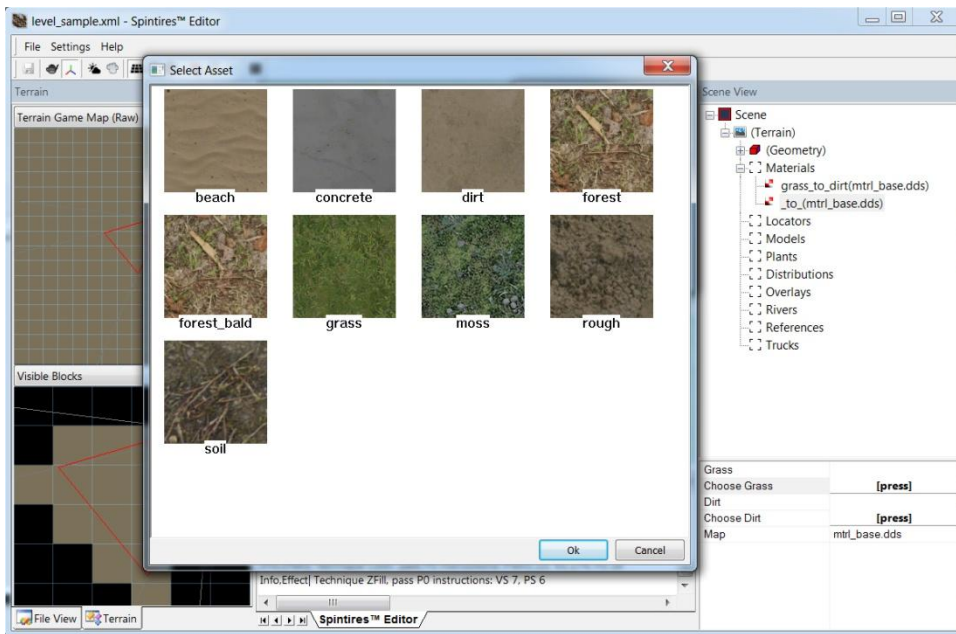 level_sample.xml - Spintires™ Editor
File Settings Help
Select Asset
Terrain
Scene View
Terrain Game Map (Raw)
beach concrete dirt forest
forest_bald grass moss rough
soil
Scene
(Terrain)
(Geometry)
Materials
grass_to_dirt(mtrl_base.dds)
_to_(mtrl_base.dds)
Locators
Models
Plants
Distributions
Overlays
Rivers
References
Trucks
Visible Blocks
Grass
Choose Grass [press]
Dirt
Choose Dirt [press]
Map mtrl_base.dds
Ok Cancel
Info,Effect| Technique ZFill, pass P0 instructions: VS 7, PS 6
File View Terrain
Spintires™ Editor